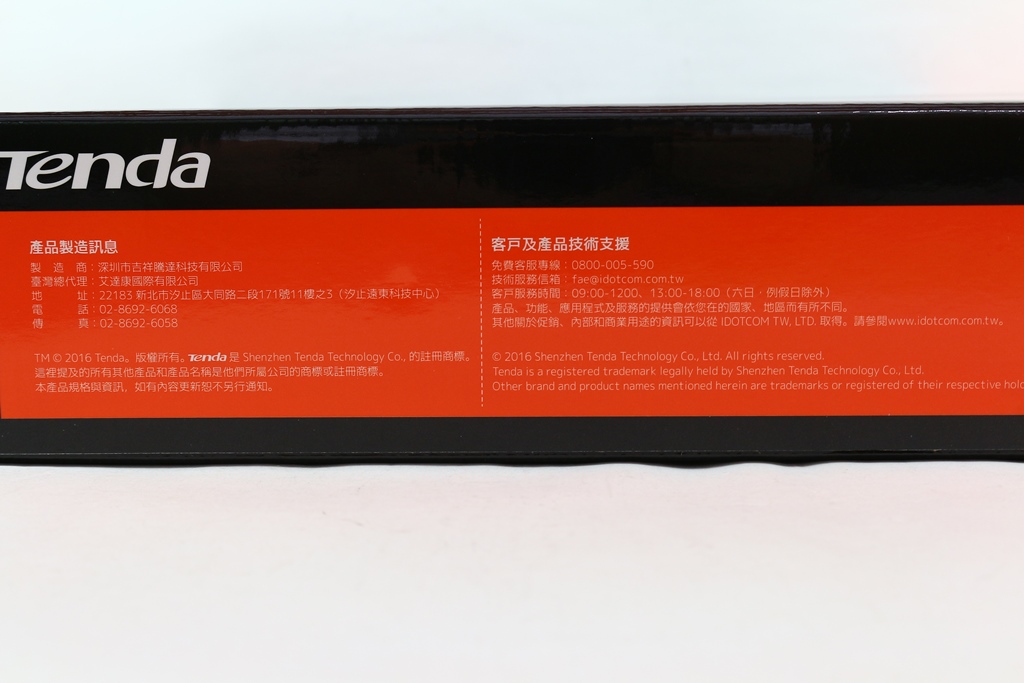 Tenda
產品製造訊息
製造商：深圳市吉祥騰達科技有限公司
臺灣總代理：艾達康國際有限公司
地址：22183 新北市汐止區大同路二段171號11樓之3（汐止遠東科技中心）
電話：02-8692-6068
傳真：02-8692-6058
TM © 2016 Tenda。版權所有。Tenda 是 Shenzhen Tenda Technology Co., 的註冊商標。
這裡提及的所有其他產品和產品名稱是他們所屬公司的商標或註冊商標。
本產品規格與資訊，如有內容更新恕不另行通知。
客戶及產品技術支援
免費客服專線：0800-005-590
技術服務信箱：fae@idotcom.com.tw
客戶服務時間：09:00-1200、13:00-18:00（六日，例假日除外）
產品、功能、應用程式及服務的提供會依您在的國家、地區而有所不同。
其他關於促銷、內部和商業用途的資訊可以從 IDOTCOM TW, LTD. 取得。請參閱www.idotcom.com.tw。
© 2016 Shenzhen Tenda Technology Co., Ltd. All rights reserved.
Tenda is a registered trademark legally held by Shenzhen Tenda Technology Co., Ltd.
Other brand and product names mentioned herein are trademarks or registered of their respective hold